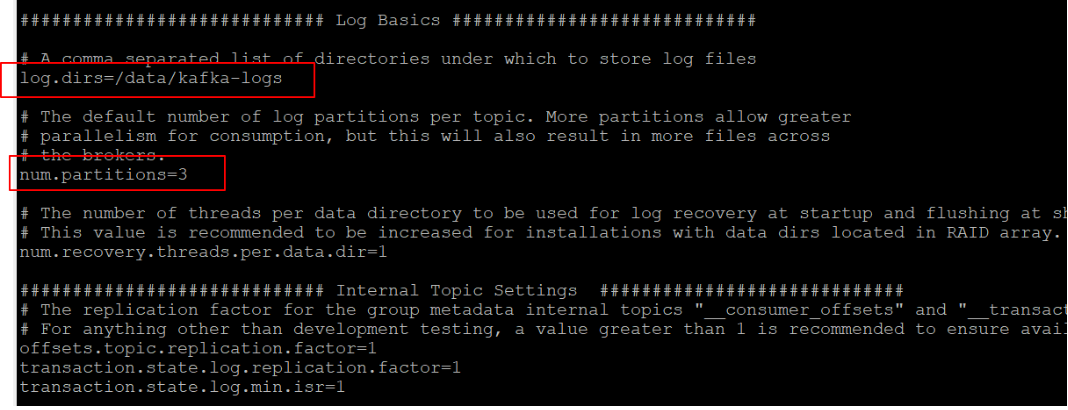 ############################# Log Basics #############################
# A comma separated list of directories under which to store log files
log.dirs=/data/kafka-logs
# The default number of log partitions per topic. More partitions allow greater
# parallelism for consumption, but this will also result in more files across
# the brokers.
num.partitions=3
# The number of threads per data directory to be used for log recovery at startup and flushing at sh
# This value is recommended to be increased for installations with data dirs located in RAID array.
num.recovery.threads.per.data.dir=1
############################# Internal Topic Settings  #############################
# The replication factor for the group metadata internal topics "__consumer_offsets" and "__transact
# For anything other than development testing, a value greater than 1 is recommended to ensure avail
offsets.topic.replication.factor=1
transaction.state.log.replication.factor=1
transaction.state.log.min.isr=1